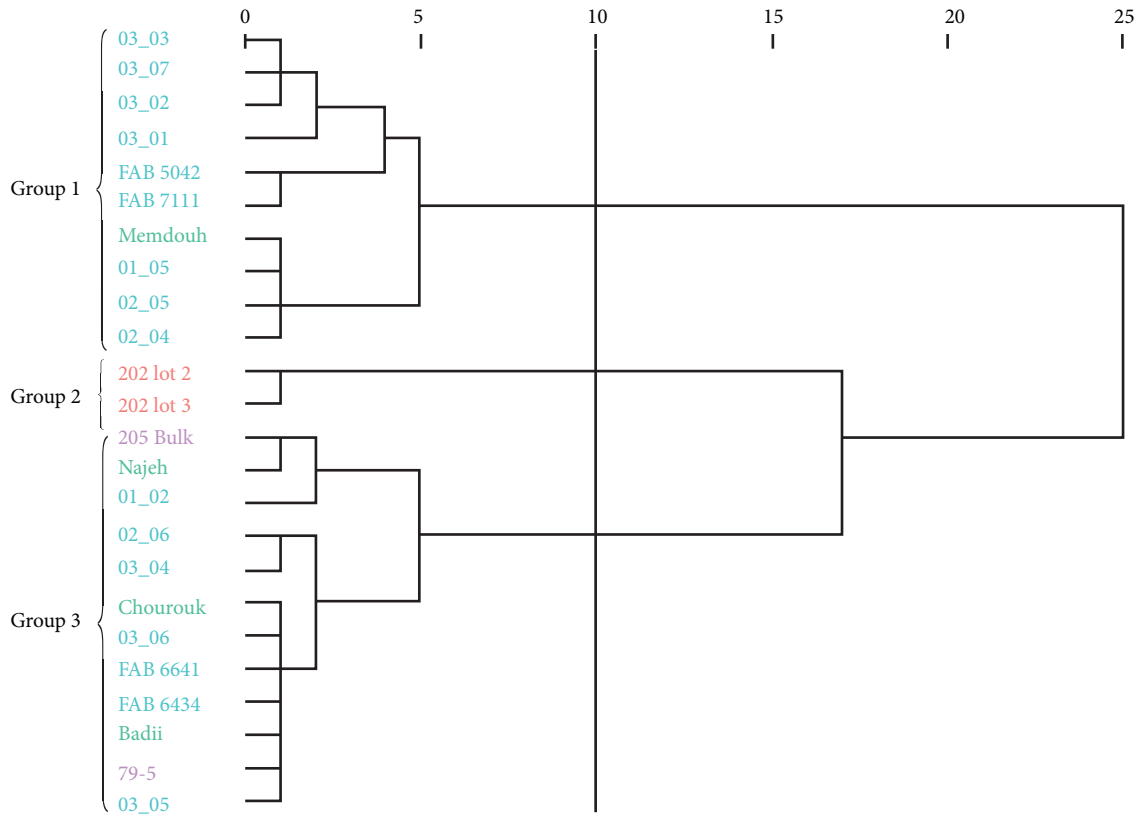 0 5 10 15 20 25
03_03
03_07
03_02
03_01
FAB 5042
Group 1
FAB 7111
Memdouh
01_05
02_05
02_04
202 lot 2
Group 2
202 lot 3
205 Bulk
Najeh
01_02
02_06
03_04
Chourouk
Group 3
03_06
FAB 6641
FAB 6434
Badii
79-5
03_05